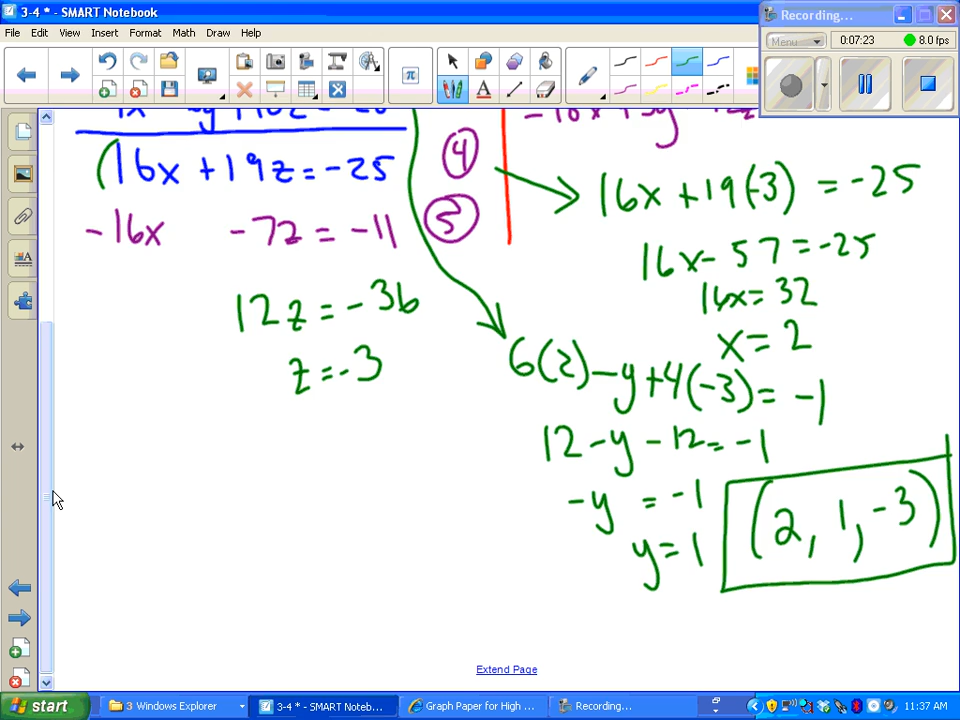 3-4 * - SMART Notebook
File Edit View Insert Format Math Draw Help
Recording...
Menu 0:07:23 8.0 fps
16x + 19z = -25 4
-16x -7z = -11 5
12z = -36
z = -3
16x + 19(-3) = -25
16x - 57 = -25
16x = 32
x = 2
6(2) - y + 4(-3) = -1
12 - y - 12 = -1
-y = -1
y = 1
(2, 1, -3)
Extend Page
start 3 Windows Explorer 3-4 * - SMART Noteb... Graph Paper for High ... Recording... 11:37 AM